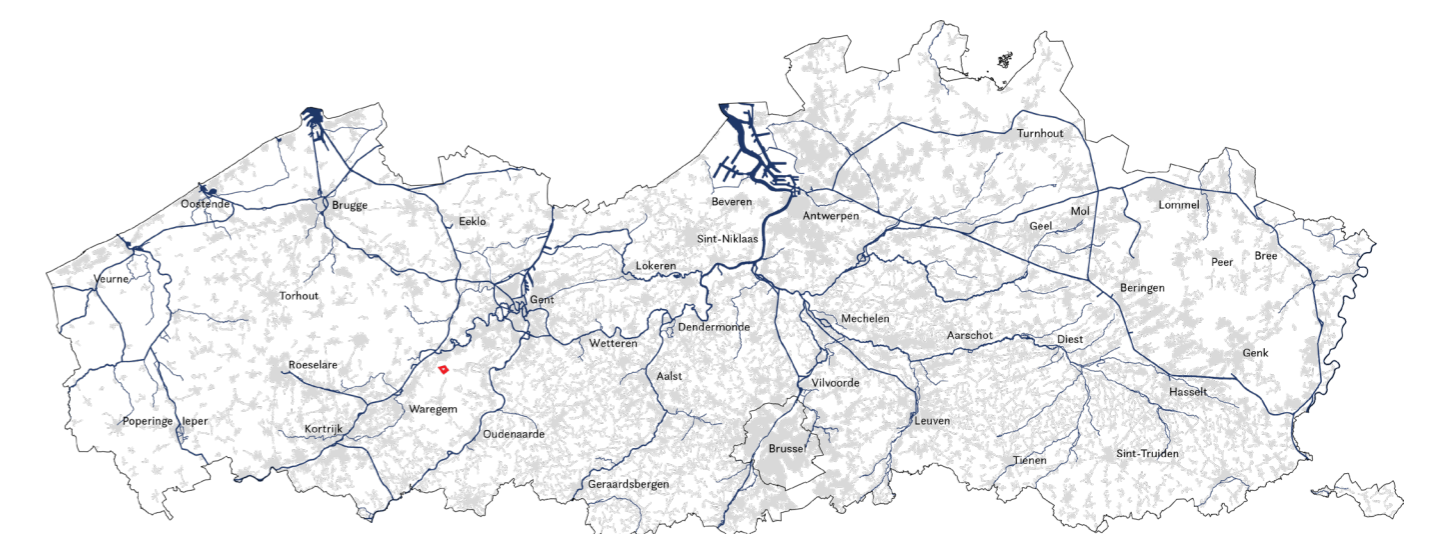 Turnhout
Oostende
Brugge
Eeklo
Beveren
Antwerpen
Sint-Niklaas
Geel
Mol
Lommel
Peer
Bree
Veurne
Torhout
Gent
Lokeren
Dendermonde
Wetteren
Mechelen
Aarschot
Diest
Beringen
Genk
Hasselt
Roeselare
Waregem
Aalst
Vilvoorde
Poperinge
Ieper
Kortrijk
Oudenaarde
Leuven
Brussel
Tienen
Sint-Truiden
Geraardsbergen